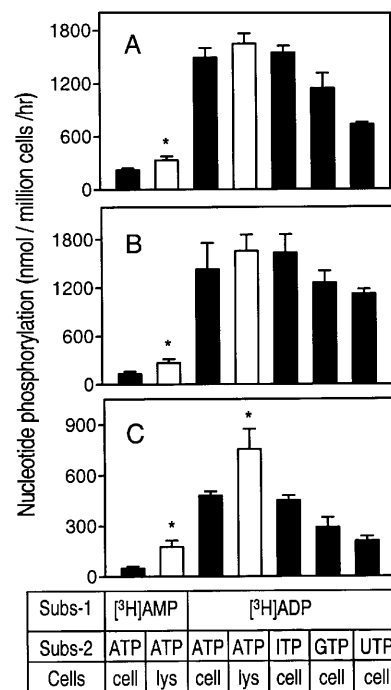 Nucleotide phosphorylation (nmol / million cells /hr)
A
1800
1200
600
0
*
B
1800
1200
600
0
*
C
900
600
300
0
*
*
Subs-1 [³H]AMP [³H]ADP
Subs-2 ATP ATP ATP ATP ITP GTP UTP
Cells cell lys cell lys cell cell cell